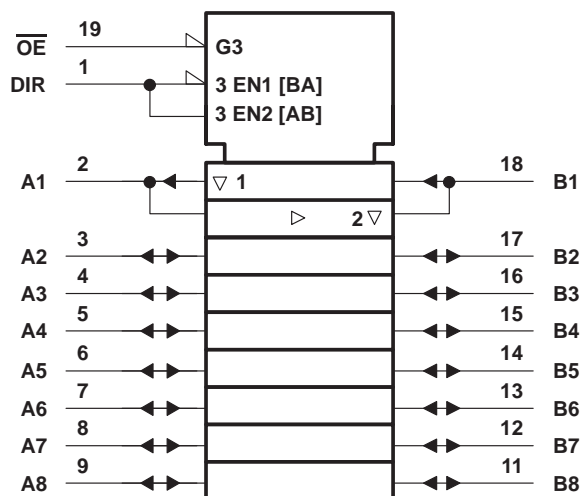 19
O̅E̅ G3
1
DIR 3 EN1 [BA]
3 EN2 [AB]
2 18
A1 ▽ 1 B1
▷ 2 ▽
3 17
A2 B2
4 16
A3 B3
5 15
A4 B4
6 14
A5 B5
7 13
A6 B6
8 12
A7 B7
9 11
A8 B8